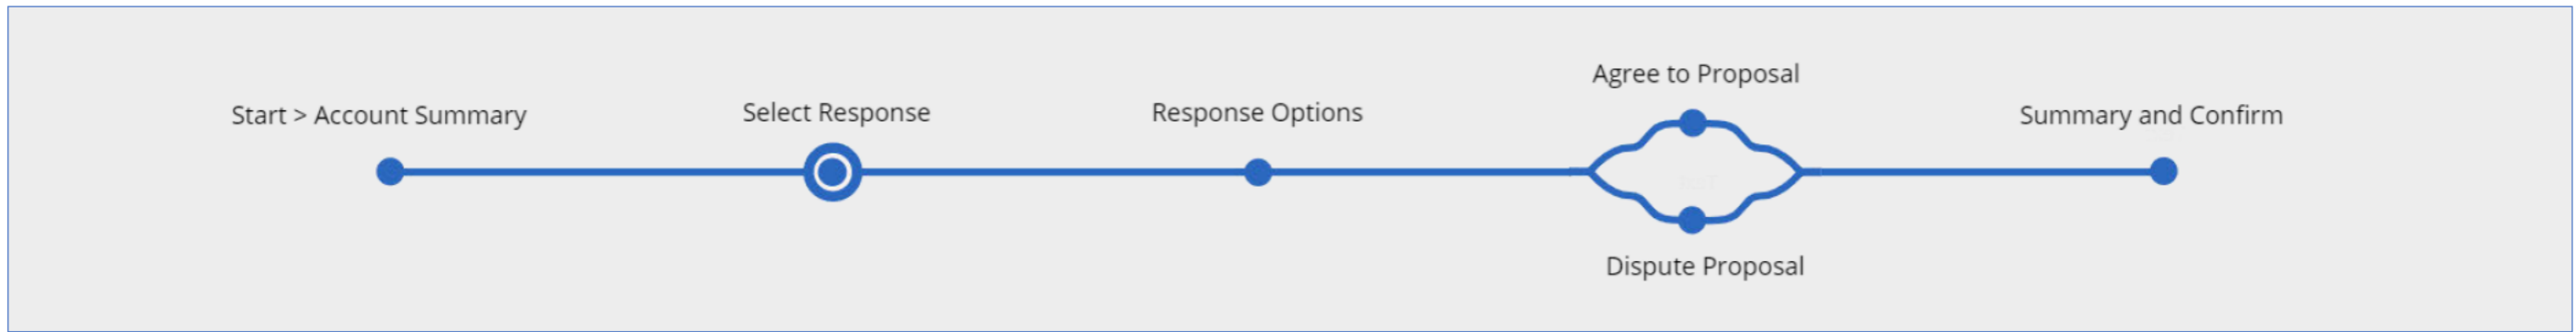 Start > Account Summary
Select Response
Response Options
Agree to Proposal
Dispute Proposal
Summary and Confirm